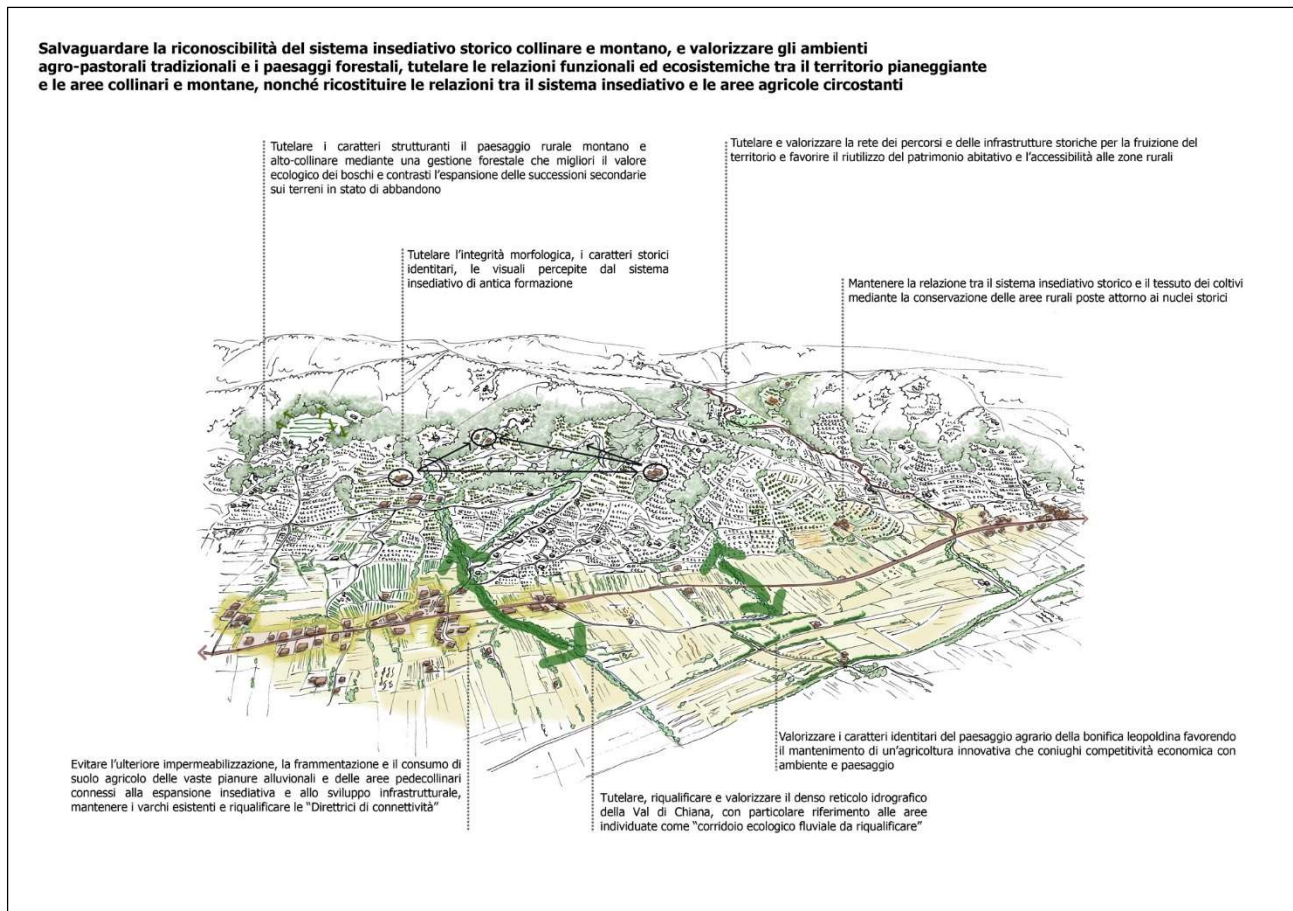 Salvaguardare la riconoscibilità del sistema insediativo storico collinare e montano, e valorizzare gli ambienti
agro-pastorali tradizionali e i paesaggi forestali, tutelare le relazioni funzionali ed ecosistemiche tra il territorio pianeggiante
e le aree collinari e montane, nonché ricostituire le relazioni tra il sistema insediativo e le aree agricole circostanti
Tutelare i caratteri strutturanti il paesaggio rurale montano e
alto-collinare mediante una gestione forestale che migliori il valore
ecologico dei boschi e contrasti l'espansione delle successioni secondarie
sui terreni in stato di abbandono
Tutelare e valorizzare la rete dei percorsi e delle infrastrutture storiche per la fruizione del
territorio e favorire il riutilizzo del patrimonio abitativo e l'accessibilità alle zone rurali
Tutelare l'integrità morfologica, i caratteri storici
identitari, le visuali percepite dal sistema
insediativo di antica formazione
Mantenere la relazione tra il sistema insediativo storico e il tessuto dei coltivi
mediante la conservazione delle aree rurali poste attorno ai nuclei storici
Evitare l'ulteriore impermeabilizzazione, la frammentazione e il consumo di
suolo agricolo delle vaste pianure alluvionali e delle aree pedecollinari
connessi alla espansione insediativa e allo sviluppo infrastrutturale,
mantenere i varchi esistenti e riqualificare le "Direttrici di connettività"
Valorizzare i caratteri identitari del paesaggio agrario della bonifica leopoldina favorendo
il mantenimento di un'agricoltura innovativa che coniughi competitività economica con
ambiente e paesaggio
Tutelare, riqualificare e valorizzare il denso reticolo idrografico
della Val di Chiana, con particolare riferimento alle aree
individuate come "corridoio ecologico fluviale da riqualificare"